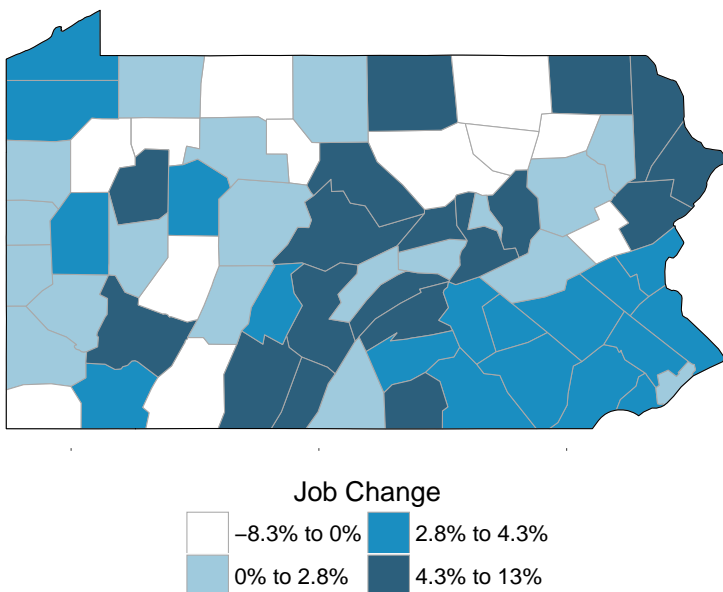 Job Change
−8.3% to 0%
2.8% to 4.3%
0% to 2.8%
4.3% to 13%